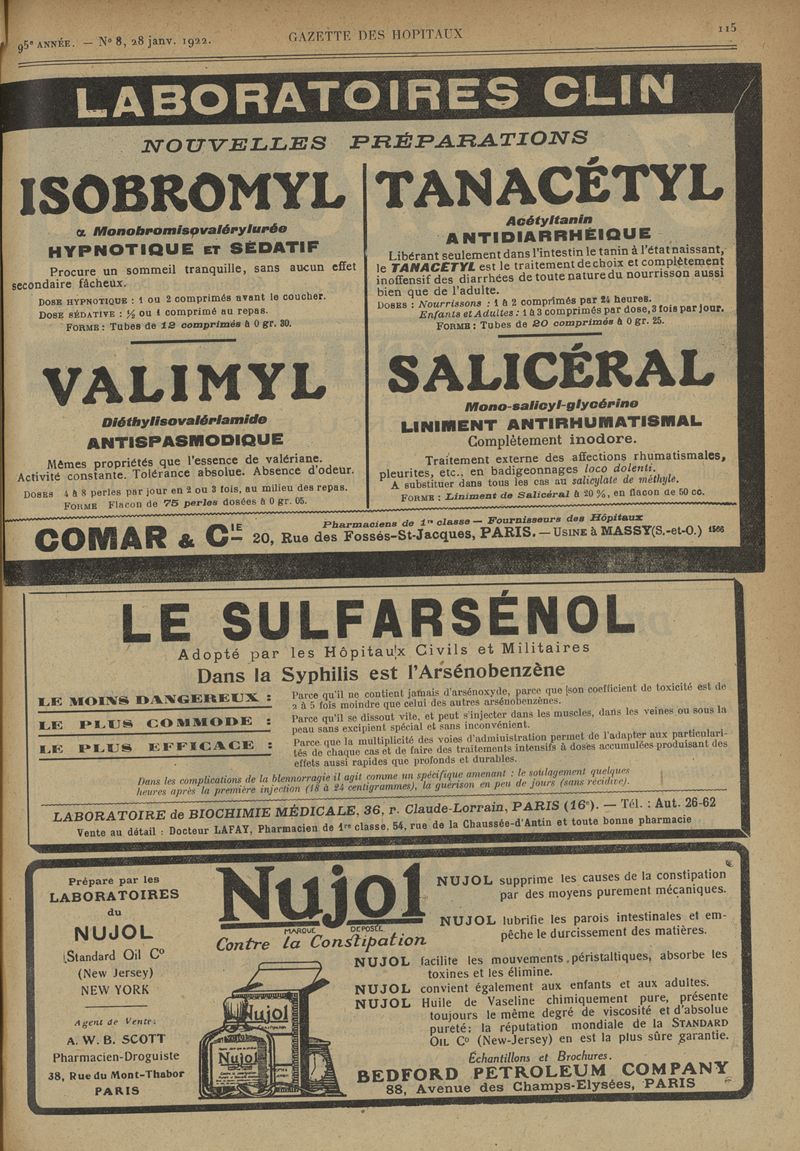 95e ANNÉE. — No 8, 28 janv. 1922.
GAZETTE DES HOPITAUX
115
LABORATOIRES CLIN
NOUVELLES PRÉPARATIONS
ISOBROMYL
α Monobromisovalérylurée
HYPNOTIQUE ET SÉDATIF
Procure un sommeil tranquille, sans aucun effet
secondaire fâcheux.
DOSE HYPNOTIQUE : 1 ou 2 comprimés avant le coucher.
DOSE SÉDATIVE : ½ ou 1 comprimé au repas.
FORME : Tubes de 12 comprimés à 0 gr. 30.
TANACÉTYL
Acétyltanin
ANTIDIARRHÉIQUE
Libérant seulement dans l'intestin le tanin à l'état naissant,
le TANACÉTYL est le traitement de choix et complètement
inoffensif des diarrhées de toute nature du nourrisson aussi
bien que de l'adulte.
DOSES : Nourrissons : 1 à 2 comprimés par 24 heures.
Enfants et Adultes : 1 à 3 comprimés par dose, 3 fois par jour.
FORME : Tubes de 20 comprimés à 0 gr. 25.
VALIMYL
Diéthylisovalériamide
ANTISPASMODIQUE
Mêmes propriétés que l'essence de valériane.
Activité constante. Tolérance absolue. Absence d'odeur.
DOSES 4 à 8 perles par jour en 2 ou 3 fois, au milieu des repas.
FORME Flacon de 75 perles dosées à 0 gr. 05.
SALICÉRAL
Mono-salicyl-glycérine
LINIMENT ANTIRHUMATISMAL
Complètement inodore.
Traitement externe des affections rhumatismales,
pleurites, etc., en badigeonnages loco dolenti.
A substituer dans tous les cas au salicylate de méthyle.
FORME : Liniment de Salicéral à 20 %, en flacon de 50 cc.
COMAR & CIE
Pharmaciens de 1re classe — Fournisseurs des Hôpitaux
20, Rue des Fossés-St-Jacques, PARIS. — USINE à MASSY (S.-et-O.) 1566
LE SULFARSÉNOL
Adopté par les Hôpitaux Civils et Militaires
Dans la Syphilis est l'Arsénobenzène
LE MOINS DANGEREUX :
Parce qu'il ne contient jamais d'arsénoxyde, parce que son coefficient de toxicité est de
2 à 5 fois moindre que celui des autres arsénobenzènes.
LE PLUS COMMODE :
Parce qu'il se dissout vite, et peut s'injecter dans les muscles, dans les veines ou sous la
peau sans excipient spécial et sans inconvénient.
LE PLUS EFFICACE :
Parce que la multiplicité des voies d'administration permet de l'adapter aux particulari-
tés de chaque cas et de faire des traitements intensifs à doses accumulées produisant des
effets aussi rapides que profonds et durables.
Dans les complications de la blennorragie il agit comme un spécifique amenant : le soulagement quelques
heures après la première injection (18 à 24 centigrammes), la guérison en peu de jours (sans récidive).
LABORATOIRE de BIOCHIMIE MÉDICALE, 36, r. Claude-Lorrain, PARIS (16e). — Tél. : Aut. 26-62
Vente au détail : Docteur LAFAY, Pharmacien de 1re classe, 54, rue de la Chaussée-d'Antin et toute bonne pharmacie
Préparé par les
LABORATOIRES
du
NUJOL
Standard Oil Co
(New Jersey)
NEW YORK
Agent de Vente :
A. W. B. SCOTT
Pharmacien-Droguiste
38, Rue du Mont-Thabor
PARIS
Nujol
MARQUE DÉPOSÉE
Contre la Constipation
Nujol
Nujol
NUJOL supprime les causes de la constipation
par des moyens purement mécaniques.
NUJOL lubrifie les parois intestinales et em-
pêche le durcissement des matières.
NUJOL facilite les mouvements péristaltiques, absorbe les
toxines et les élimine.
NUJOL convient également aux enfants et aux adultes.
NUJOL Huile de Vaseline chimiquement pure, présente
toujours le même degré de viscosité et d'absolue
pureté : la réputation mondiale de la STANDARD
OIL Co (New-Jersey) en est la plus sûre garantie.
Échantillons et Brochures.
BEDFORD PETROLEUM COMPANY
88, Avenue des Champs-Elysées, PARIS